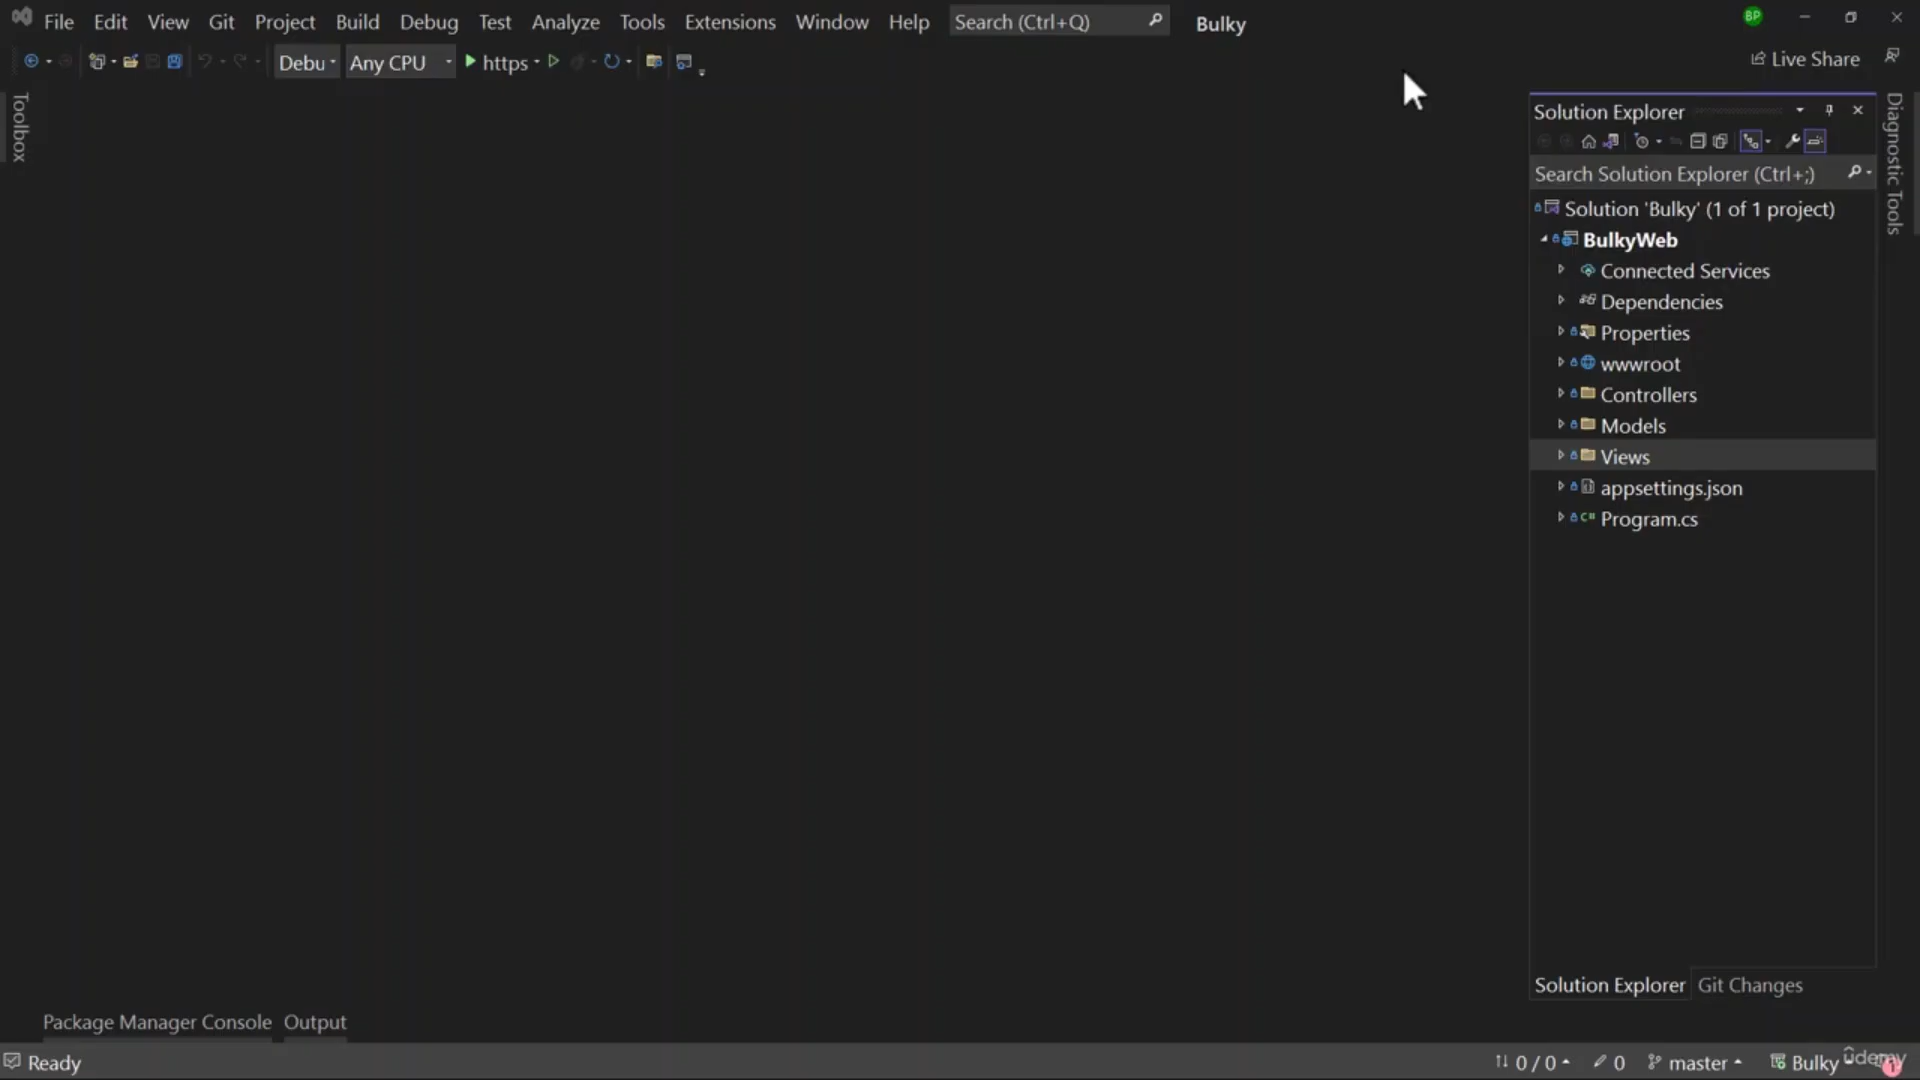 File Edit View Git Project Build Debug Test Analyze Tools Extensions Window Help Search (Ctrl+Q) Bulky BP
Debu Any CPU https Live Share
Toolbox
Diagnostic Tools
Solution Explorer
Search Solution Explorer (Ctrl+;)
Solution 'Bulky' (1 of 1 project)
BulkyWeb
Connected Services
Dependencies
Properties
wwwroot
Controllers
Models
Views
appsettings.json
C# Program.cs
Solution Explorer Git Changes
Package Manager Console Output
Ready 0 / 0 0 master Bulky udemy 1